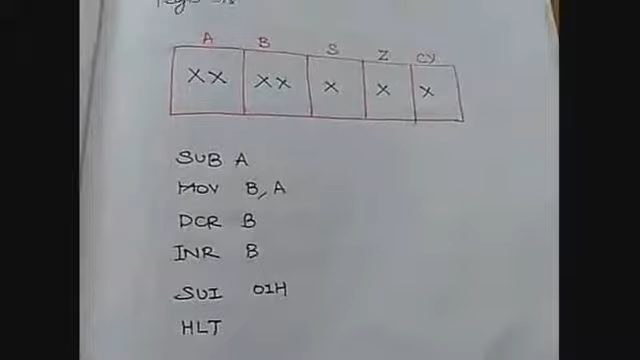 A B S Z CY
XX XX X X X
SUB A
MOV B, A
DCR B
INR B
SUI 01H
HLT